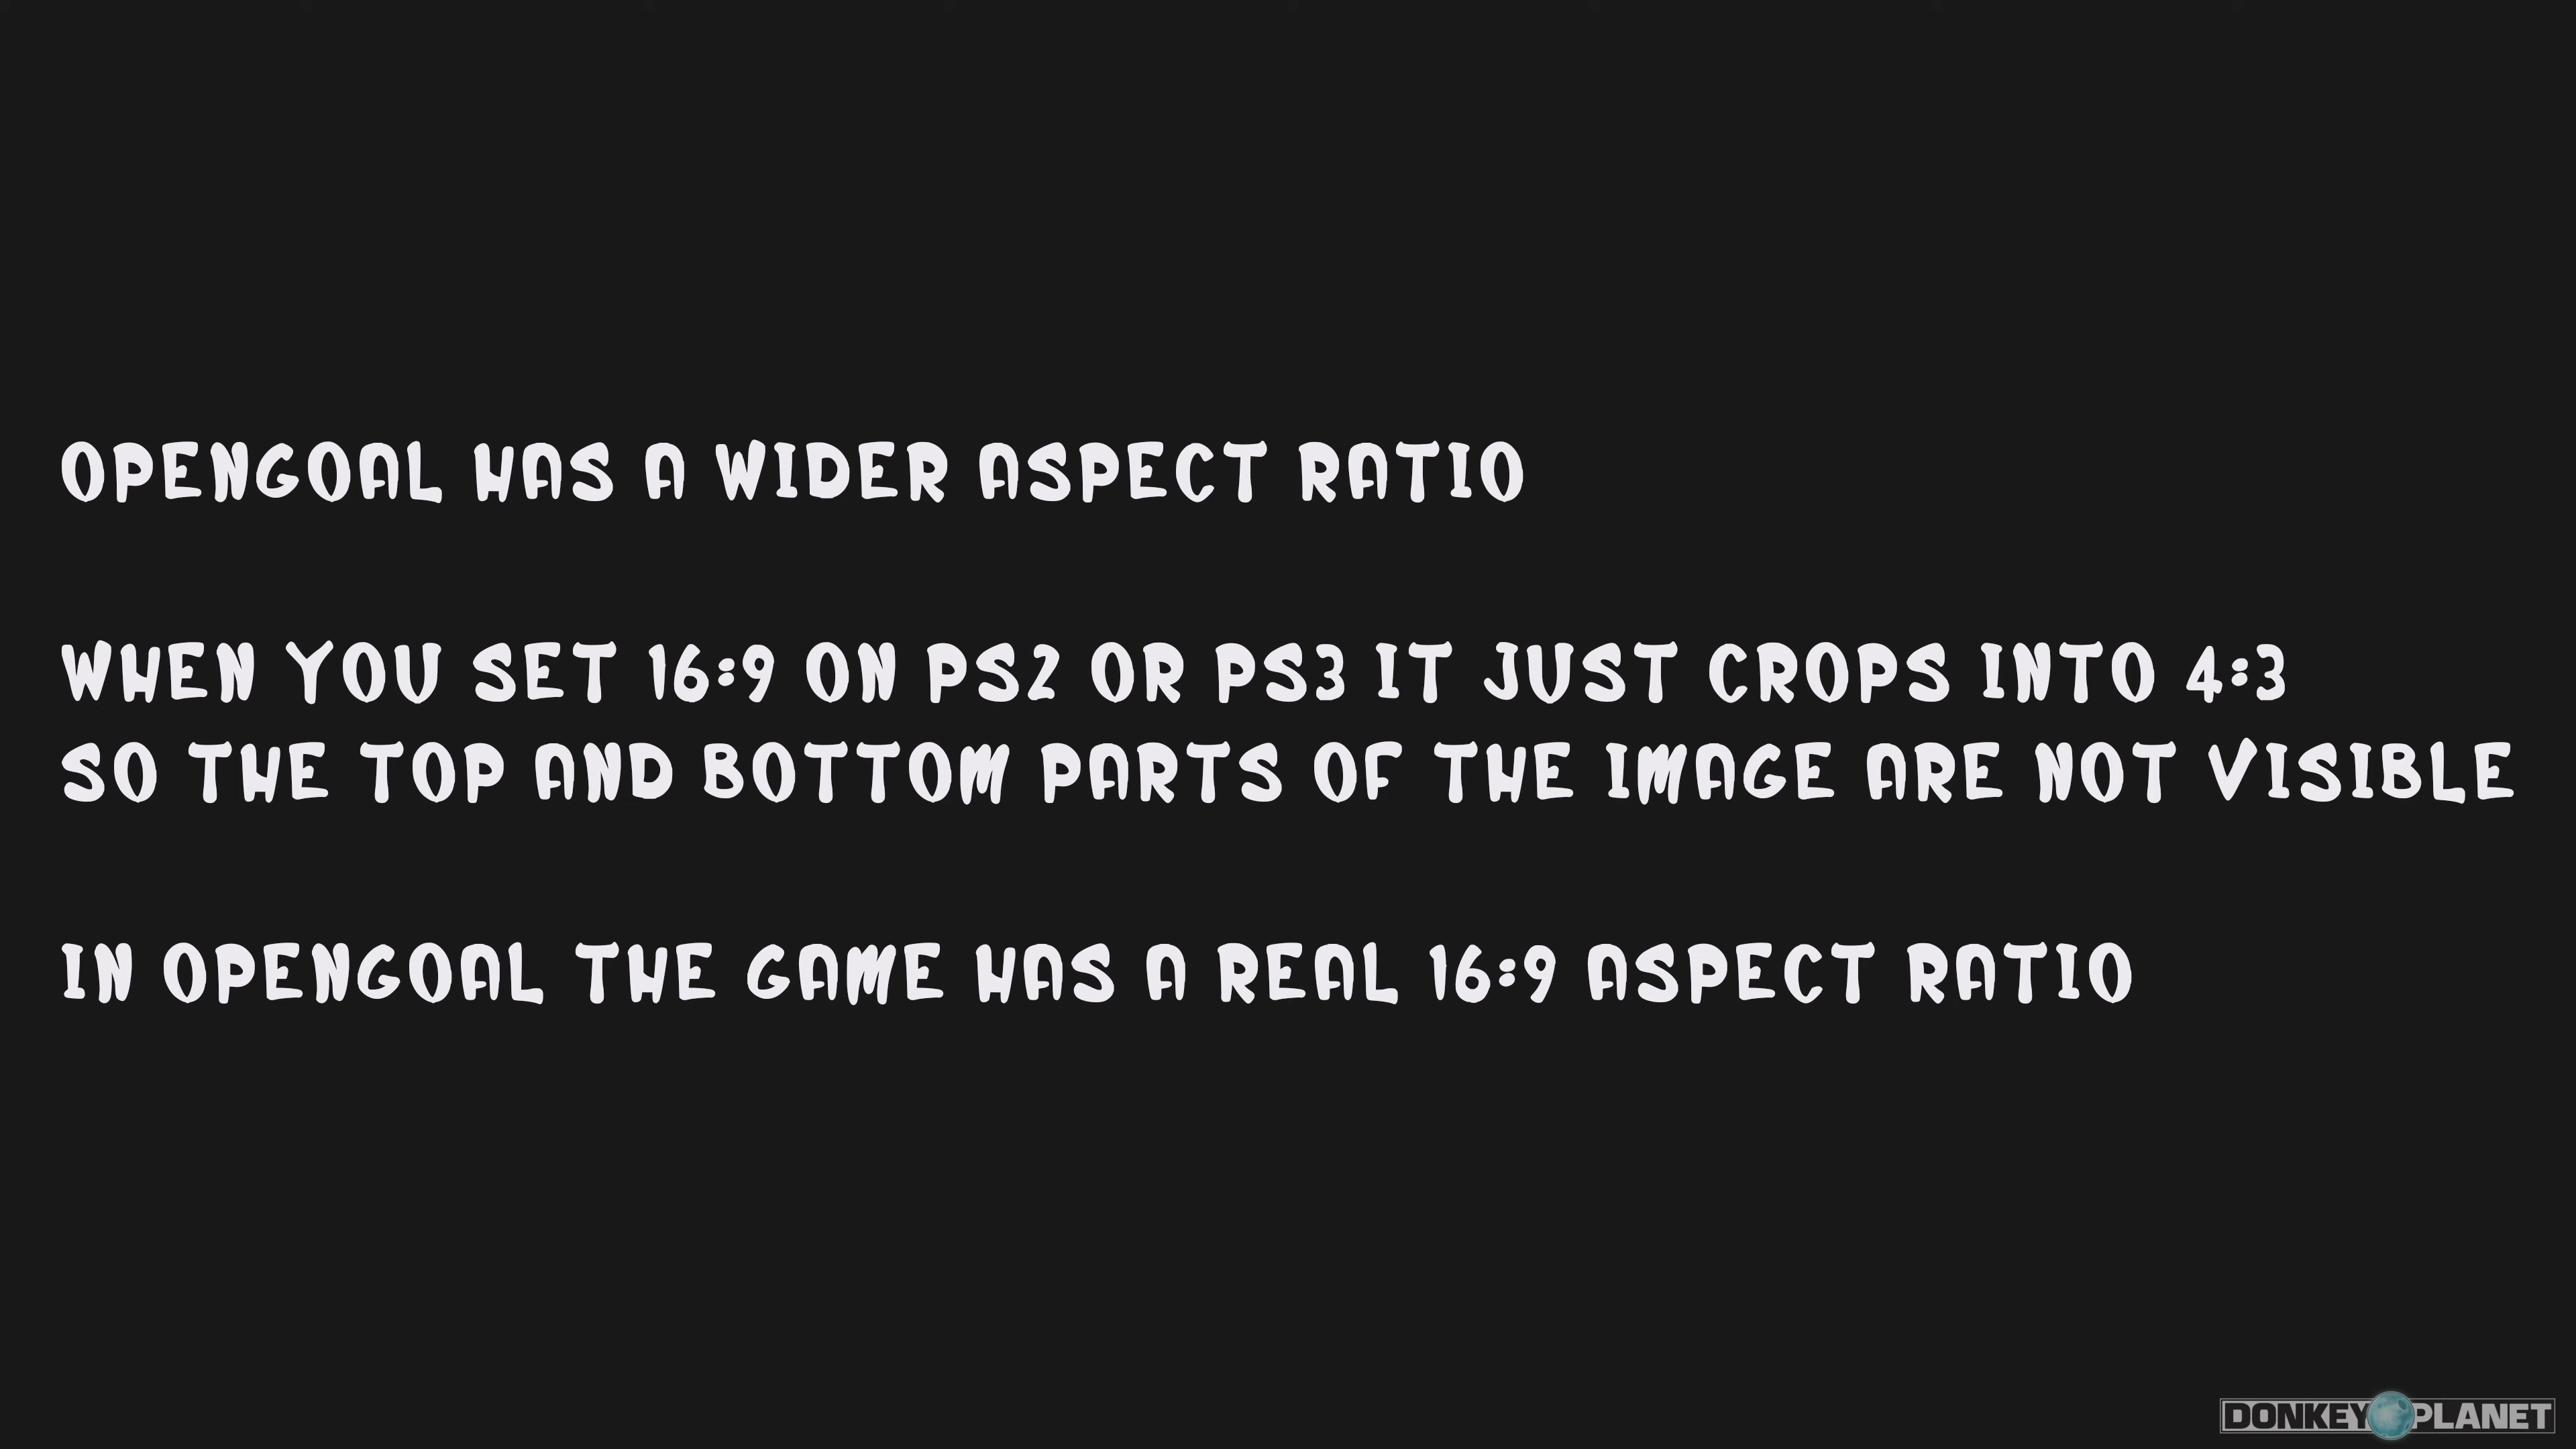 OPENGOAL HAS A WIDER ASPECT RATIO
WHEN YOU SET 16:9 ON PS2 OR PS3 IT JUST CROPS INTO 4:3
SO THE TOP AND BOTTOM PARTS OF THE IMAGE ARE NOT VISIBLE
IN OPENGOAL THE GAME HAS A REAL 16:9 ASPECT RATIO
DONKEY PLANET